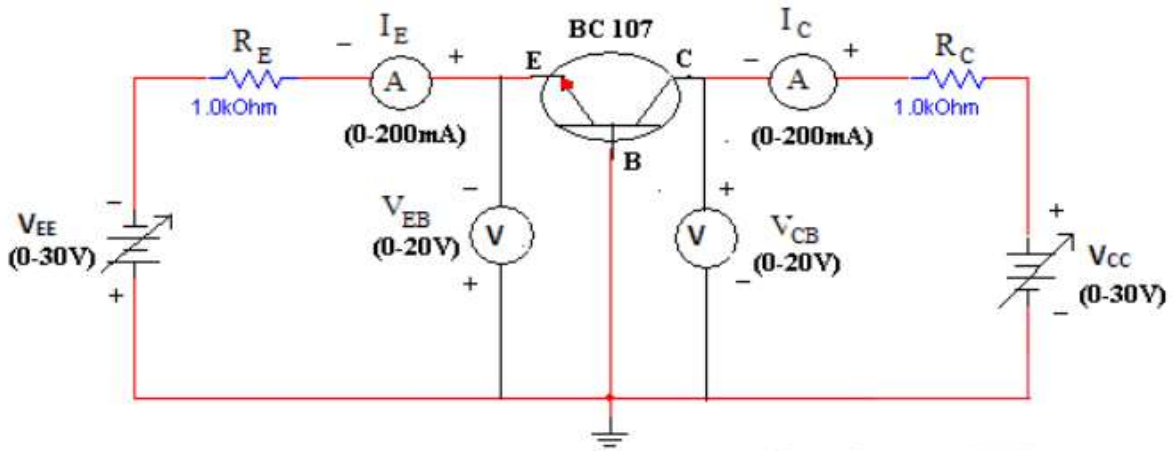 BC 107
I_E
I_C
R_E
− +
E C
− +
R_C
A
A
1.0kOhm
1.0kOhm
(0-200mA)
(0-200mA)
B
−
V_EE
(0-30V)
+
V_EB
(0-20V)
−
V
+
+
V
−
V_CB
(0-20V)
+
V_CC
(0-30V)
−